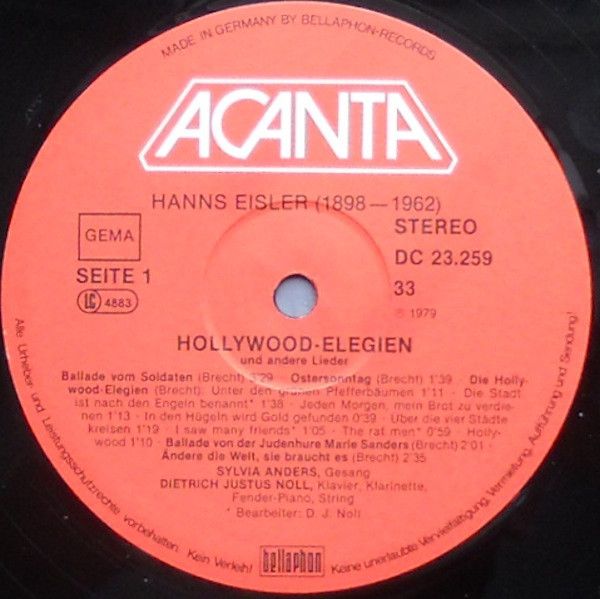 MADE IN GERMANY BY BELLAPHON-RECORDS
ACANTA
HANNS EISLER (1898 — 1962)
GEMA
STEREO
DC 23.259
SEITE 1
33
LC 4883
℗ 1979
HOLLYWOOD-ELEGIEN
und andere Lieder
Ballade vom Soldaten (Brecht) 3'29 · Ostersonntag (Brecht) 1'39 · Die Holly-
wood-Elegien (Brecht): Unter den grünen Pfefferbäumen 1'11 · Die Stadt
ist nach den Engeln benannt* 1'38 · Jeden Morgen, mein Brot zu verdie-
nen 1'13 · In den Hügeln wird Gold gefunden 0'39 · Über die vier Städte
kreisen 1'19 · I saw many friends* 1'05 · The rat men* 0'59 · Holly-
wood 1'10 · Ballade von der Judenhure Marie Sanders (Brecht) 2'01 ·
Ändere die Welt, sie braucht es (Brecht) 2'35
SYLVIA ANDERS, Gesang
DIETRICH JUSTUS NOLL, Klavier, Klarinette,
Fender-Piano, String
* Bearbeiter: D. J. Noll
Alle Urheber- und Leistungsschutzrechte vorbehalten. Kein Verleih!
bellaphon
Keine unerlaubte Vervielfältigung, Vermietung, Aufführung und Sendung!